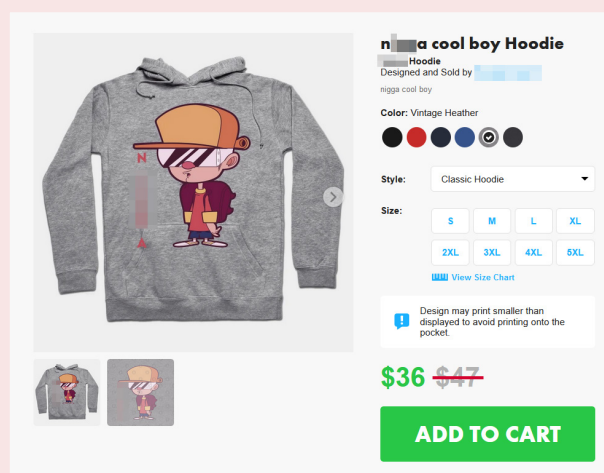 n a cool boy Hoodie
Hoodie
Designed and Sold by
nigga cool boy
Color: Vintage Heather
Style:
Classic Hoodie
Size:
S
M
L
XL
2XL
3XL
4XL
5XL
View Size Chart
Design may print smaller than
displayed to avoid printing onto the
pocket.
$36 $47
ADD TO CART
N
A